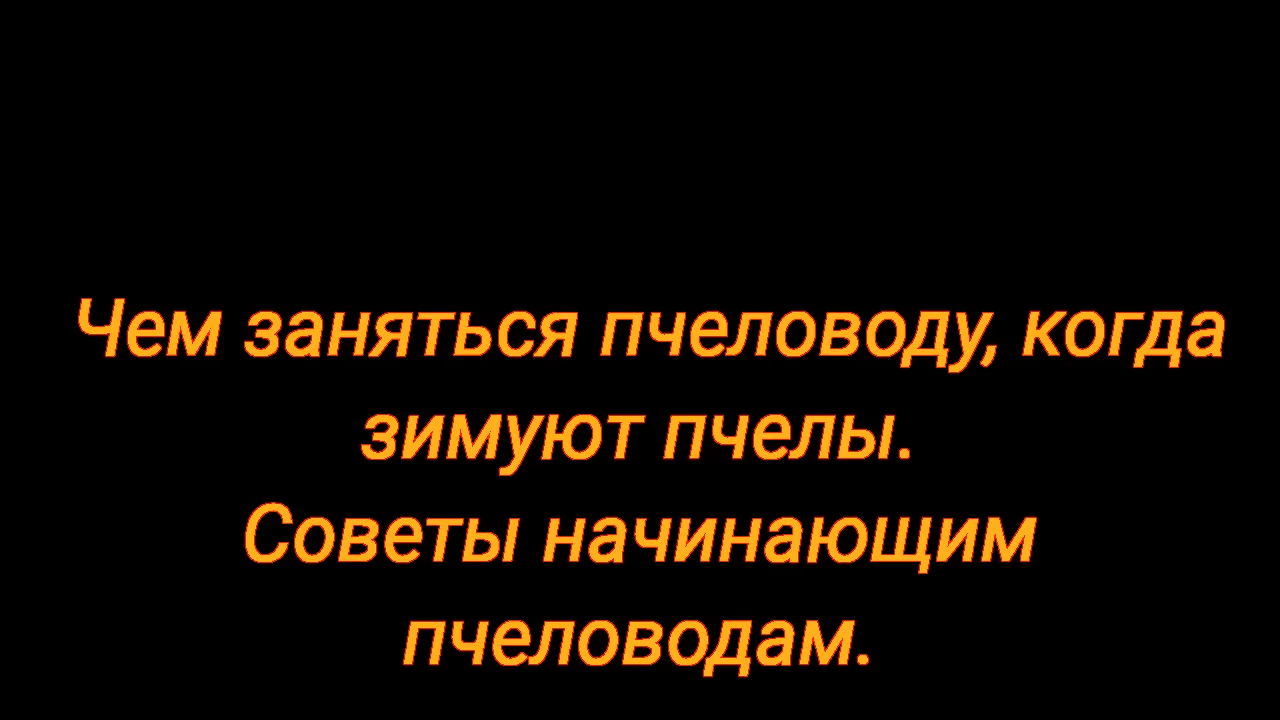 Чем заняться пчеловоду, когда
зимуют пчелы.
Советы начинающим
пчеловодам.